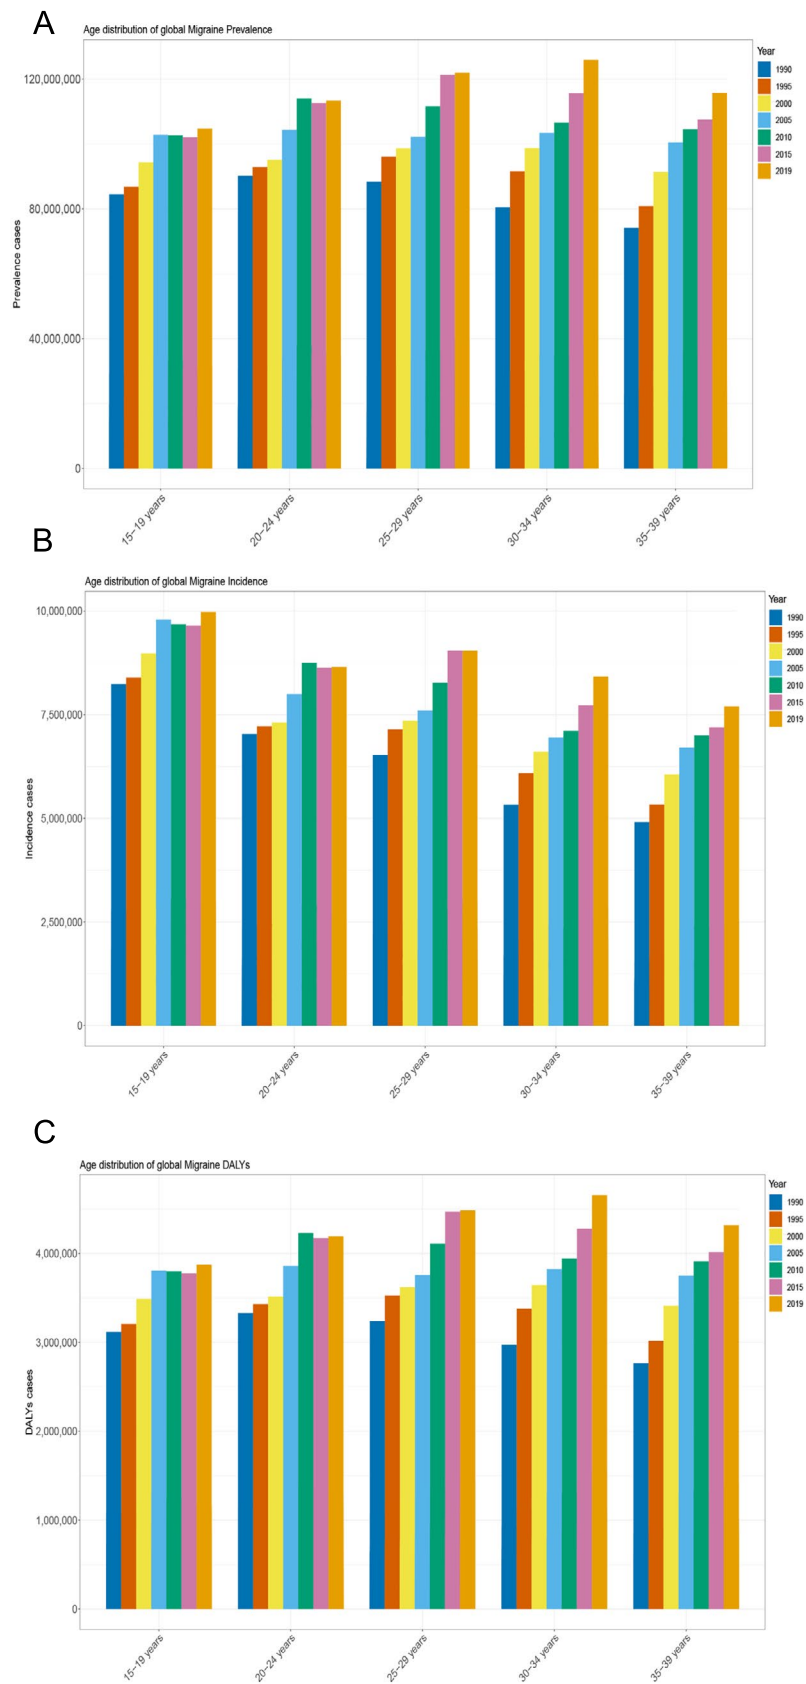 A
Age distribution of global Migraine Prevalence
Year
1990
1995
2000
2005
2010
2015
2019
120,000,000
80,000,000
40,000,000
0
Prevalence cases
15−19 years
20−24 years
25−29 years
30−34 years
35−39 years
B
Age distribution of global Migraine Incidence
Year
1990
1995
2000
2005
2010
2015
2019
10,000,000
7,500,000
5,000,000
2,500,000
0
Incidence cases
15−19 years
20−24 years
25−29 years
30−34 years
35−39 years
C
Age distribution of global Migraine DALYs
Year
1990
1995
2000
2005
2010
2015
2019
4,000,000
3,000,000
2,000,000
1,000,000
0
DALYs cases
15−19 years
20−24 years
25−29 years
30−34 years
35−39 years